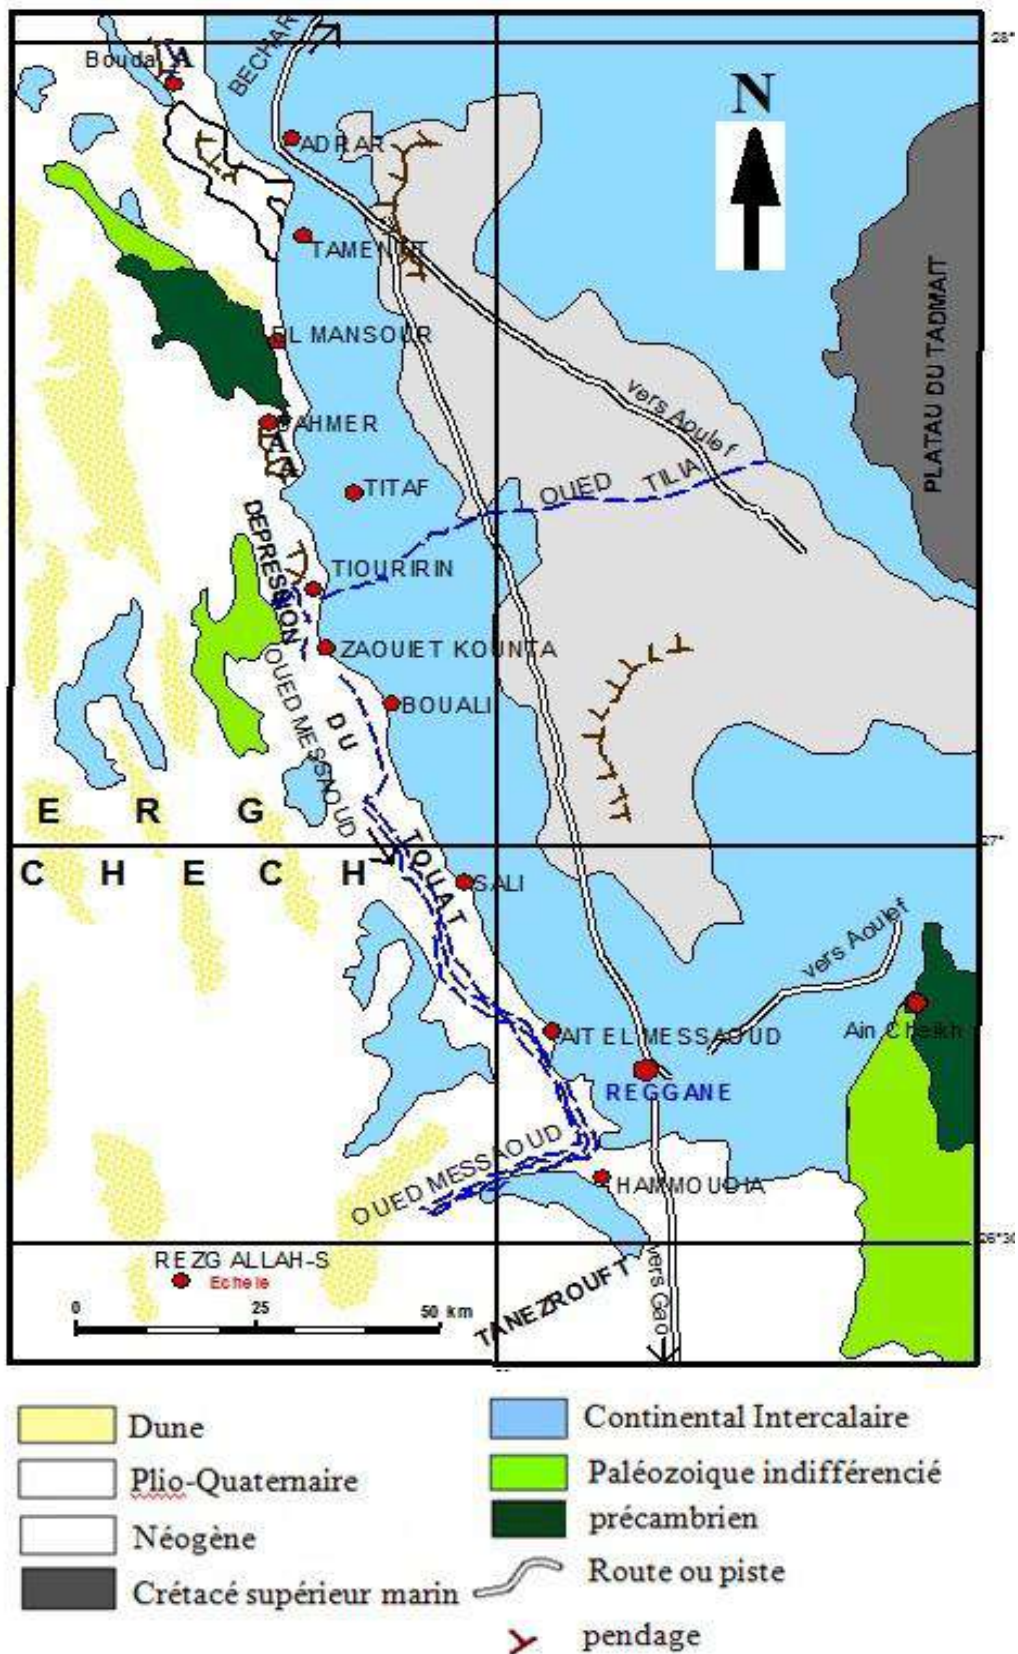 28°
Bouda
A
BECHAR
N
ADRAR
TAMENTIT
EL MANSOUR
PLATAU DU TADMAIT
vers Aoulef
BAHMER
A
A
TITAF
OUED TILIA
DEPRESSION
TIOURIRIN
ZAOUIET KOUNTA
OUED MESSAOUD
BOUALI
DU
E R G
27°
C H E C H
TOUAT
SALI
vers Aoulef
Ain Cheikh
AIT EL MESSAOUD
REGGANE
OUED MESSAOUD
HAMMOUDIA
26°30
REZG ALLAH-S
Echele
TANEZROUFT
vers Gao
0 25 50 km
Dune
Continental Intercalaire
Plio-Quaternaire
Paléozoique indifférencié
Néogène
précambrien
Crétacé supérieur marin
Route ou piste
pendage